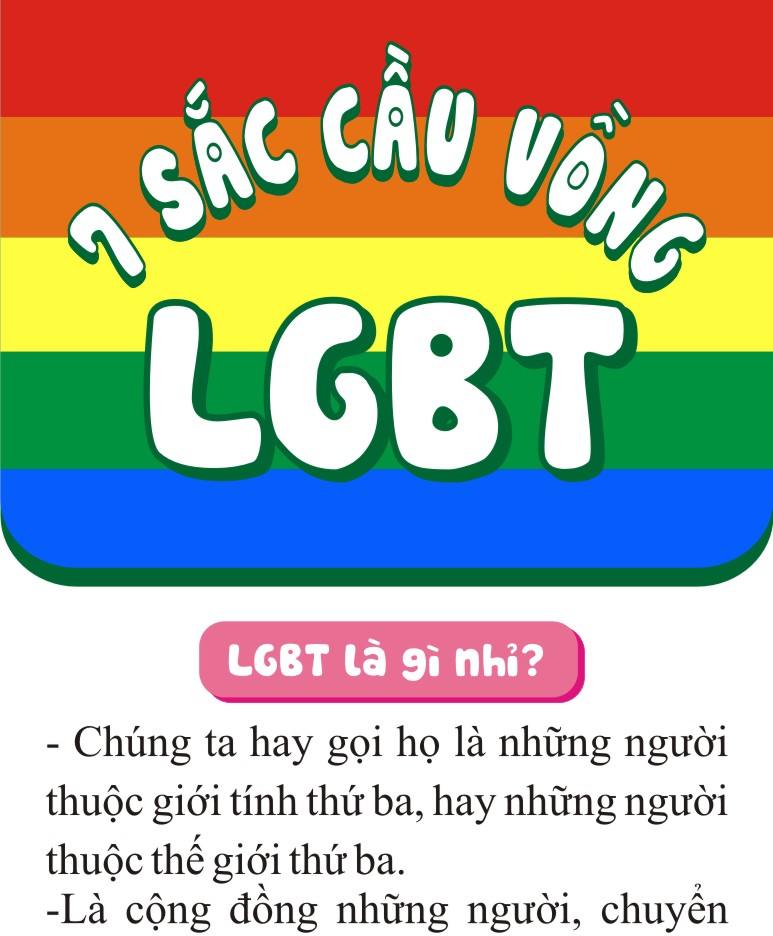 7 SẮC CẦU VỒNG
LGBT
LGBT là gì nhỉ?
- Chúng ta hay gọi họ là những người
thuộc giới tính thứ ba, hay những người
thuộc thế giới thứ ba.
-Là cộng đồng những người, chuyển